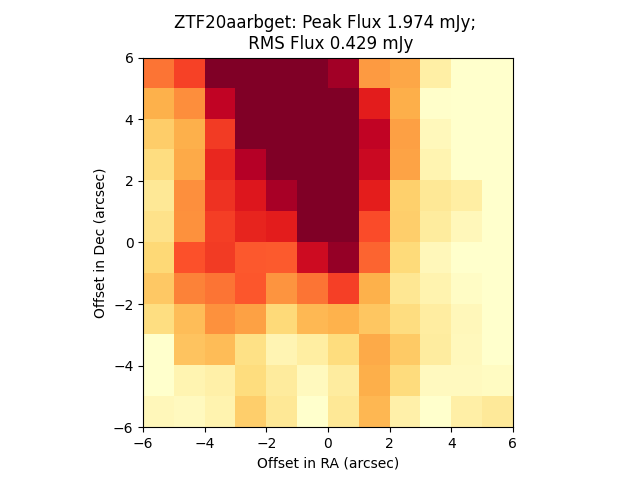 ZTF20aarbget: Peak Flux 1.974 mJy;
RMS Flux 0.429 mJy
6
4
2
0
−2
−4
−6
Offset in Dec (arcsec)
−6 −4 −2 0 2 4 6
Offset in RA (arcsec)